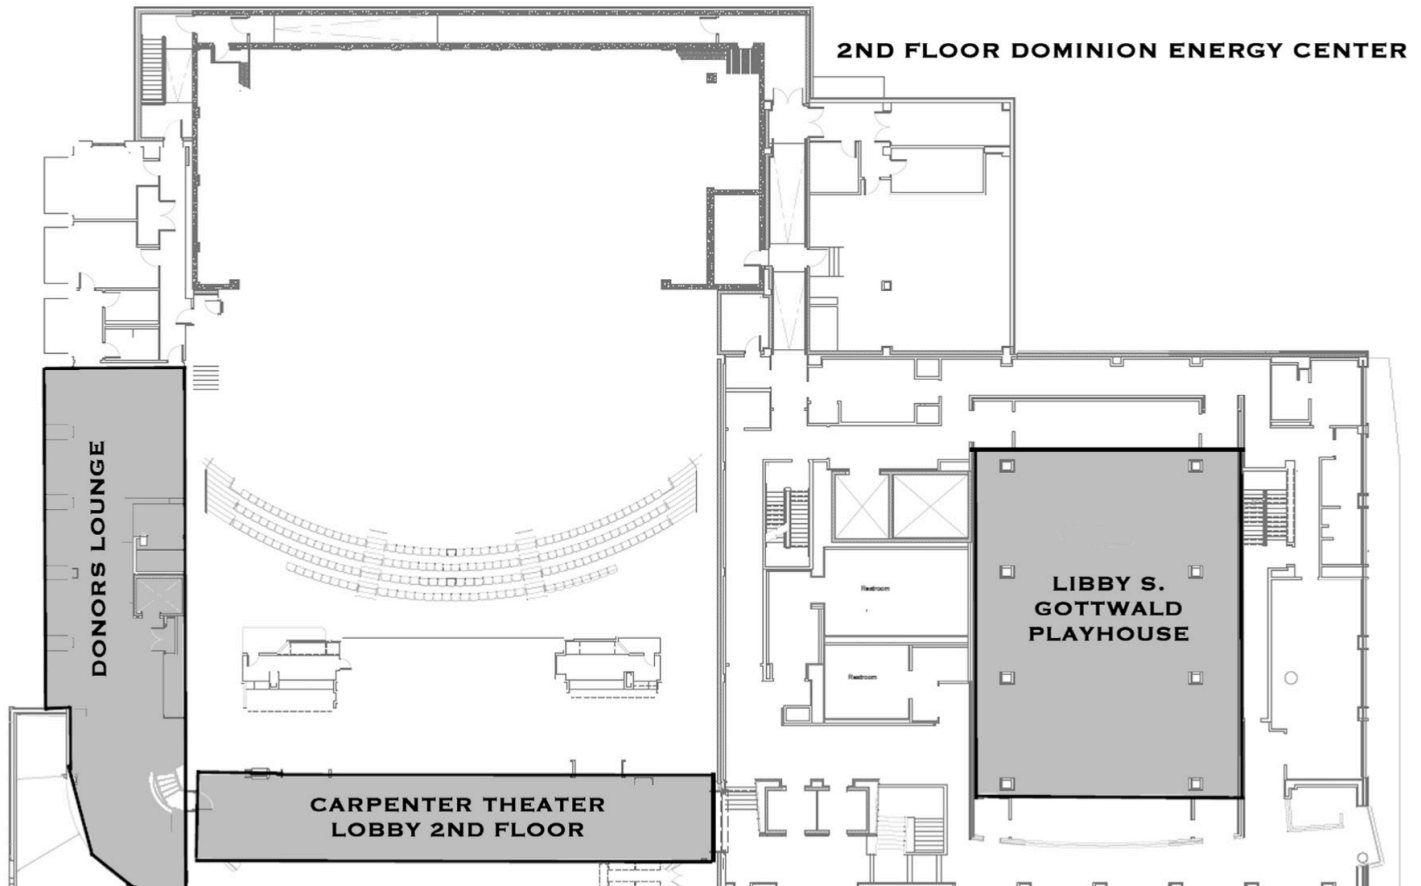 2ND FLOOR DOMINION ENERGY CENTER
DONORS LOUNGE
LIBBY S.
GOTTWALD
PLAYHOUSE
Restroom
Restroom
CARPENTER THEATER
LOBBY 2ND FLOOR